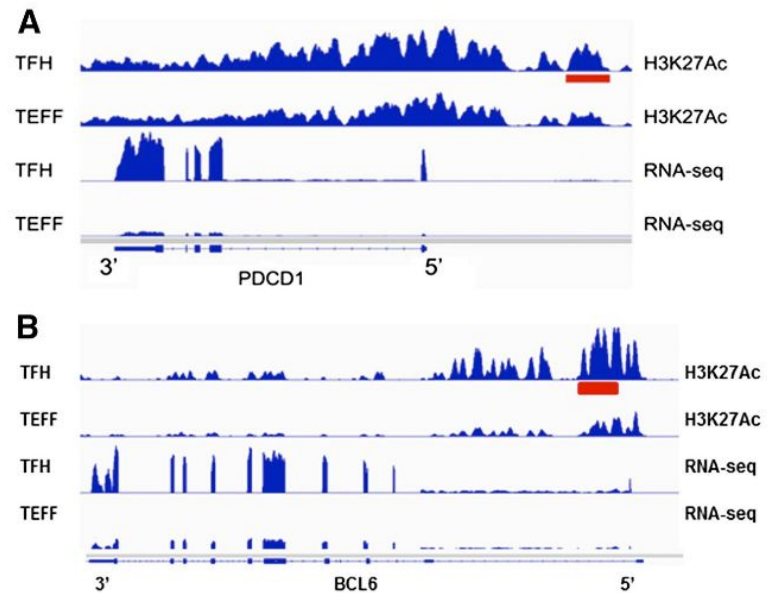 A
TFH H3K27Ac
TEFF H3K27Ac
TFH RNA-seq
TEFF RNA-seq
3' 5'
PDCD1
B
TFH H3K27Ac
TEFF H3K27Ac
TFH RNA-seq
TEFF RNA-seq
3' BCL6 5'